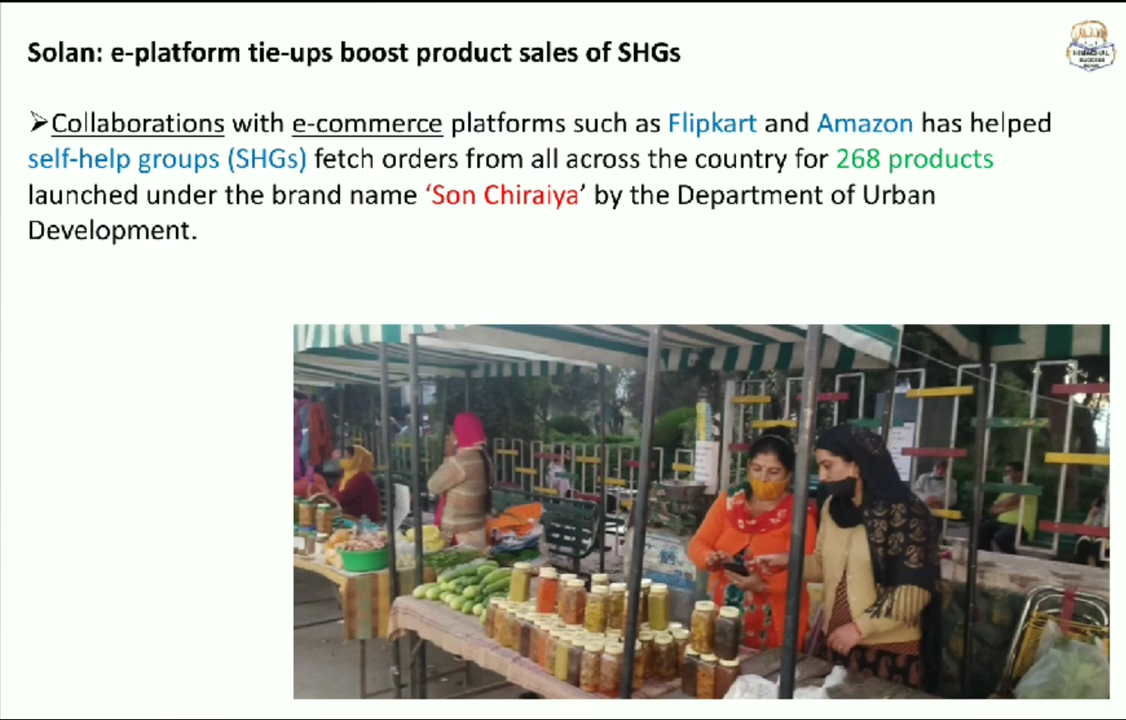 Solan: e-platform tie-ups boost product sales of SHGs
HIMACHAL
SUCCESS
➤Collaborations with e-commerce platforms such as Flipkart and Amazon has helped
self-help groups (SHGs) fetch orders from all across the country for 268 products
launched under the brand name ‘Son Chiraiya’ by the Department of Urban
Development.